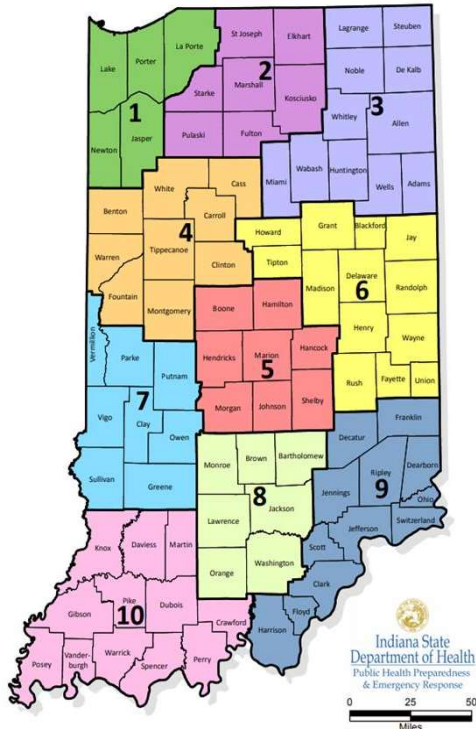 Lake
Porter
La Porte
Newton
Jasper
1
St Joseph
Elkhart
Starke
Marshall
Kosciusko
Pulaski
Fulton
2
Lagrange
Steuben
Noble
De Kalb
Whitley
Allen
Miami
Wabash
Huntington
Wells
Adams
3
White
Cass
Benton
Carroll
Warren
Tippecanoe
Clinton
Fountain
Montgomery
4
Boone
Hamilton
Hendricks
Marion
Hancock
Morgan
Johnson
Shelby
5
Howard
Grant
Blackford
Jay
Tipton
Madison
Delaware
Randolph
Henry
Wayne
Rush
Fayette
Union
6
Vermillion
Parke
Putnam
Vigo
Clay
Owen
Sullivan
Greene
7
Monroe
Brown
Bartholomew
Lawrence
Jackson
Orange
Washington
8
Franklin
Decatur
Ripley
Dearborn
Jennings
Ohio
Jefferson
Switzerland
Scott
Clark
Floyd
Harrison
9
Knox
Daviess
Martin
Pike
Gibson
Dubois
Crawford
Posey
Vander-
burgh
Warrick
Spencer
Perry
10
Indiana State
Department of Health
Public Health Preparedness
& Emergency Response
0 25 50
Miles